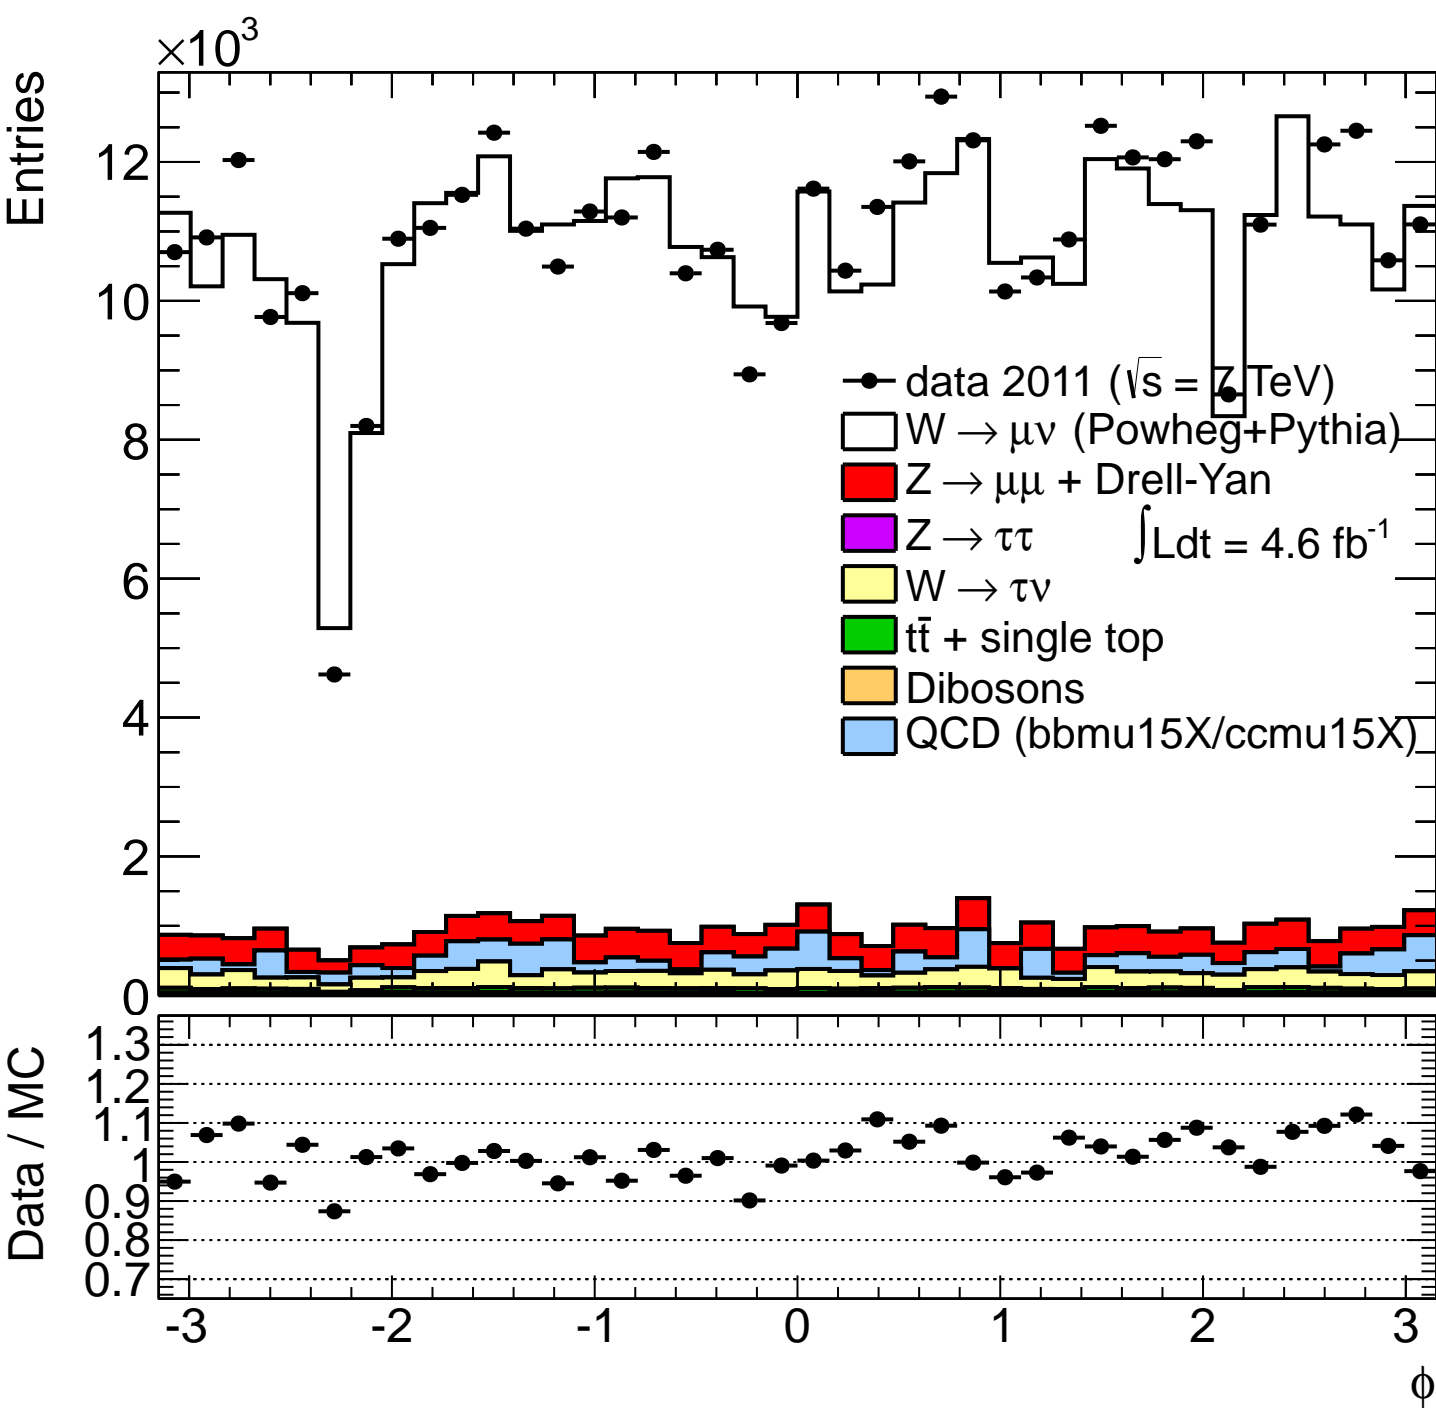 ×10³
Entries
12
10
8
6
4
2
0
data 2011 (√s = 7 TeV)
W → μν (Powheg+Pythia)
Z → μμ + Drell-Yan
Z → ττ
∫Ldt = 4.6 fb⁻¹
W → τν
tt̄ + single top
Dibosons
QCD (bbmu15X/ccmu15X)
Data / MC
1.3
1.2
1.1
1
0.9
0.8
0.7
-3 -2 -1 0 1 2 3
ϕ